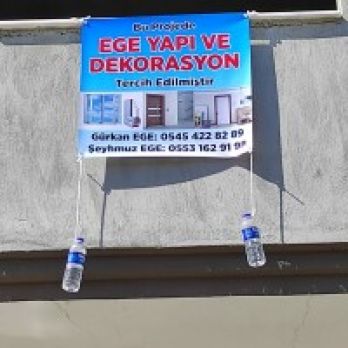 Bu Projede
EGE YAPI VE
DEKORASYON
Tercih Edilmiştir
Gürkan EGE: 0545 422 82 89
Şeyhmuz EGE: 0553 162 91